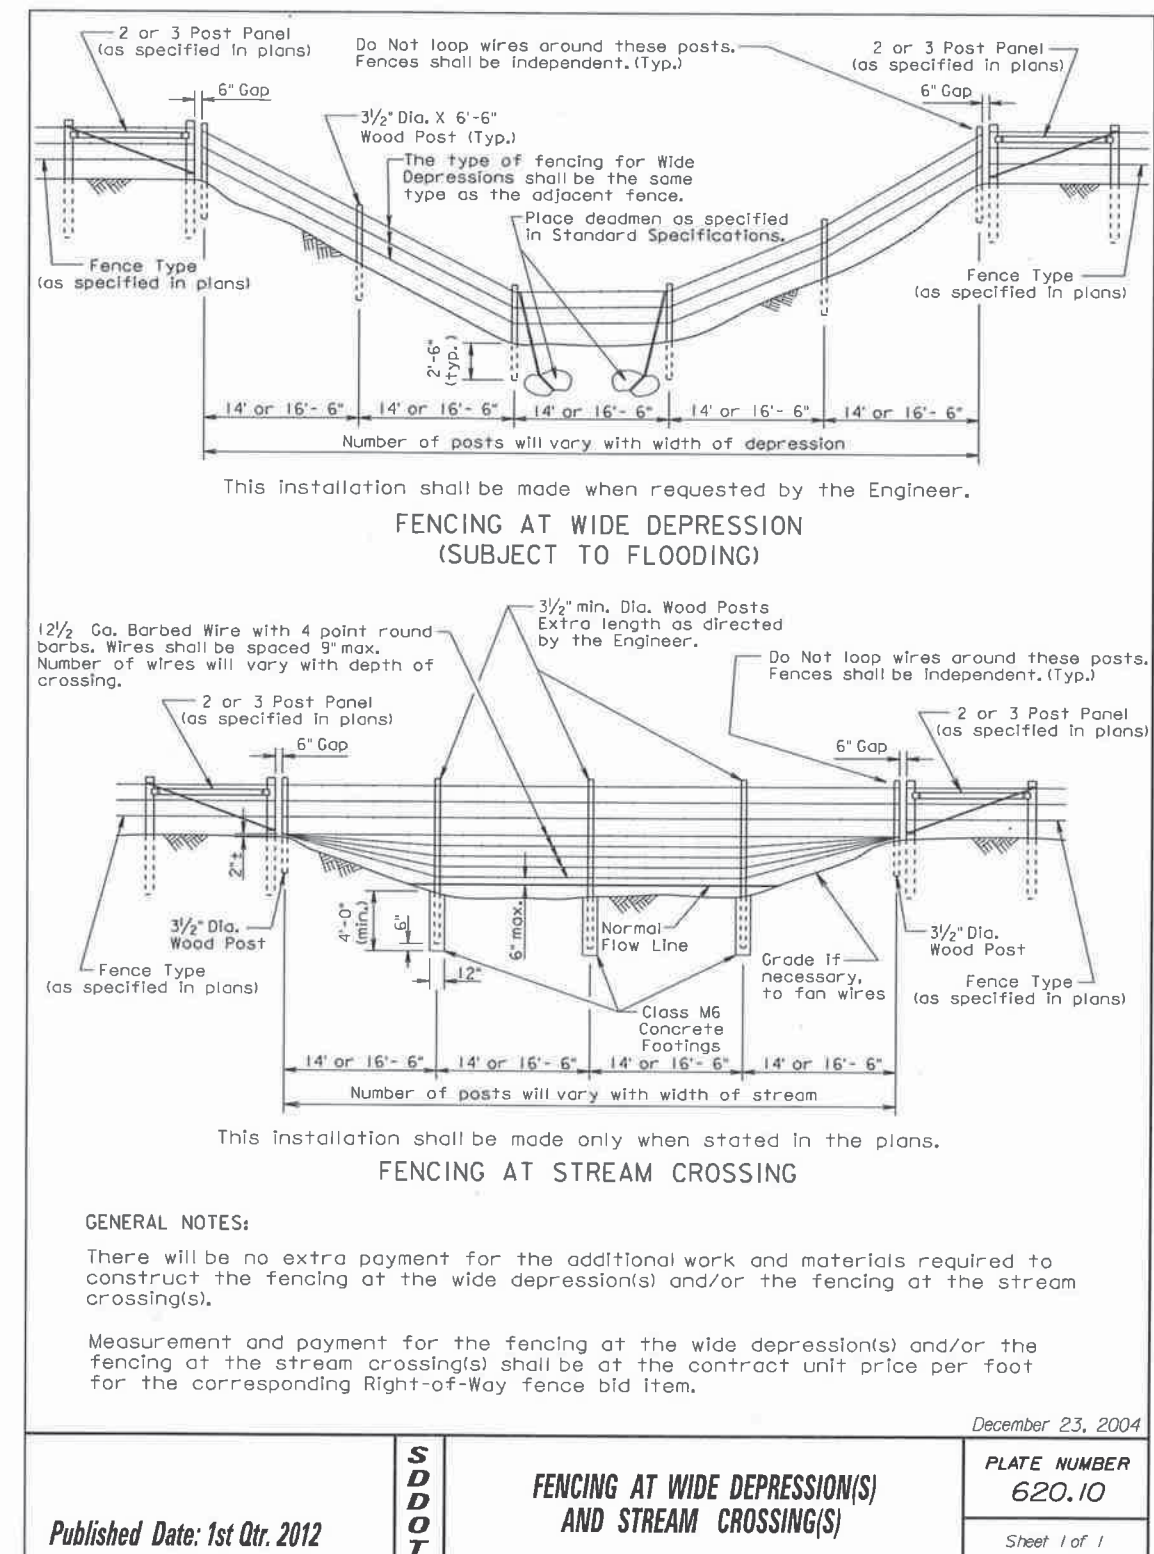 2 or 3 Post Panel
(as specified in plans)
Do Not loop wires around these posts.
Fences shall be independent. (Typ.)
2 or 3 Post Panel
(as specified in plans)
6" Gap
6" Gap
3½" Dia. X 6'-6"
Wood Post (Typ.)
The type of fencing for Wide
Depressions shall be the same
type as the adjacent fence.
Place deadmen as specified
in Standard Specifications.
Fence Type
(as specified in plans)
Fence Type
(as specified in plans)
2'-6"
(typ.)
14' or 16'- 6"
14' or 16'- 6"
14' or 16'- 6"
14' or 16'- 6"
14' or 16'- 6"
Number of posts will vary with width of depression
This installation shall be made when requested by the Engineer.
FENCING AT WIDE DEPRESSION
(SUBJECT TO FLOODING)
12½ Ga. Barbed Wire with 4 point round
barbs. Wires shall be spaced 9" max.
Number of wires will vary with depth of
crossing.
3½" min. Dia. Wood Posts
Extra length as directed
by the Engineer.
Do Not loop wires around these posts.
Fences shall be independent. (Typ.)
2 or 3 Post Panel
(as specified in plans)
2 or 3 Post Panel
(as specified in plans)
6" Gap
6" Gap
2"±
3½" Dia.
Wood Post
4'-0"
(min.)
6"
12"
6" max.
Normal
Flow Line
Grade if
necessary,
to fan wires
3½" Dia.
Wood Post
Fence Type
(as specified in plans)
Fence Type
(as specified in plans)
Class M6
Concrete
Footings
14' or 16'- 6"
14' or 16'- 6"
14' or 16'- 6"
14' or 16'- 6"
Number of posts will vary with width of stream
This installation shall be made only when stated in the plans.
FENCING AT STREAM CROSSING
GENERAL NOTES:
There will be no extra payment for the additional work and materials required to
construct the fencing at the wide depression(s) and/or the fencing at the stream
crossing(s).
Measurement and payment for the fencing at the wide depression(s) and/or the
fencing at the stream crossing(s) shall be at the contract unit price per foot
for the corresponding Right-of-Way fence bid item.
December 23, 2004
Published Date: 1st Qtr. 2012
S
D
D
O
T
FENCING AT WIDE DEPRESSION(S)
AND STREAM CROSSING(S)
PLATE NUMBER
620.10
Sheet 1 of 1